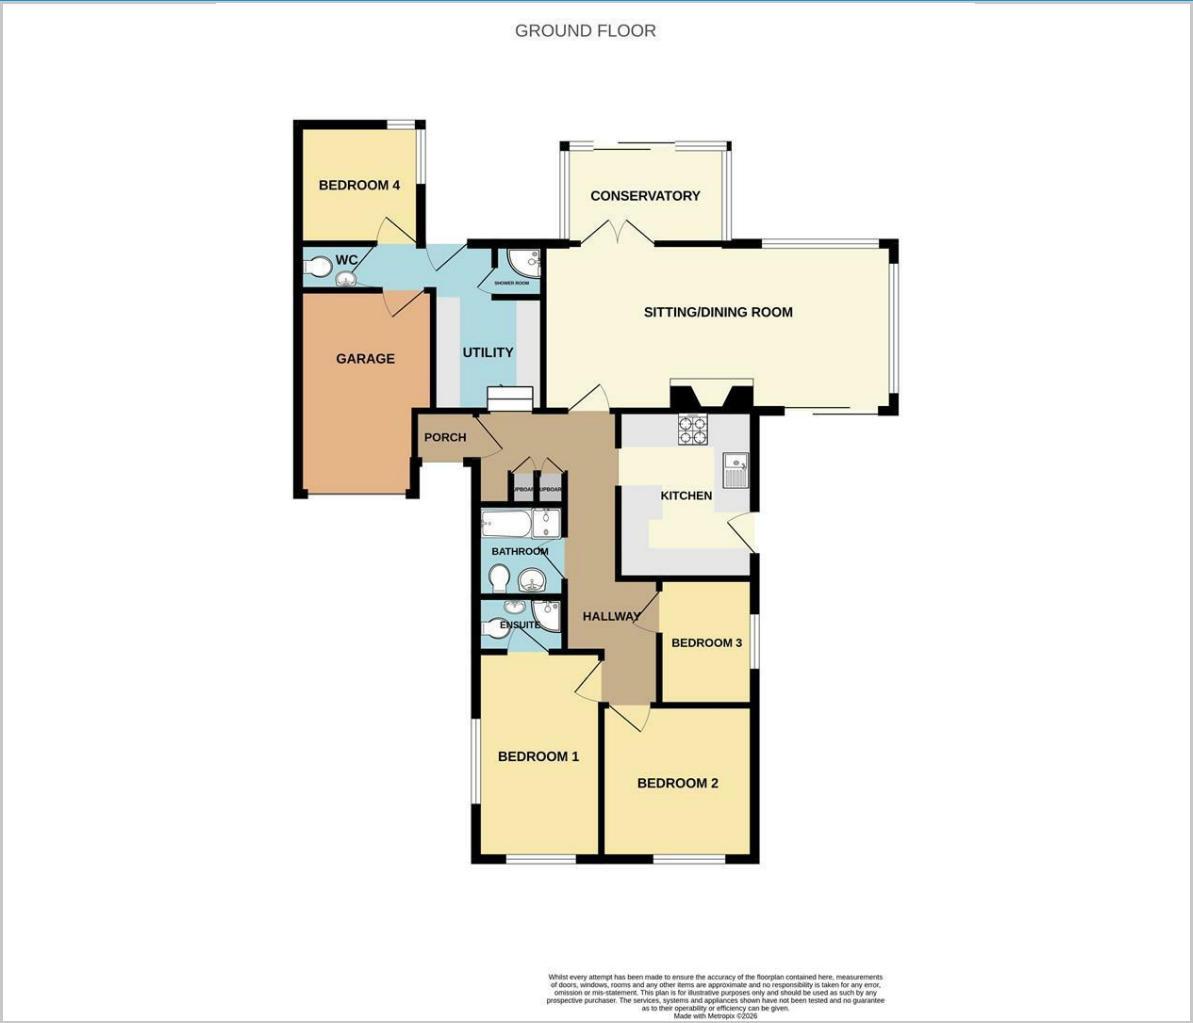 GROUND FLOOR
BEDROOM 4
CONSERVATORY
WC
SHOWER ROOM
SITTING/DINING ROOM
UTILITY
GARAGE
PORCH
KITCHEN
BATHROOM
HALLWAY
ENSUITE
BEDROOM 3
BEDROOM 1
BEDROOM 2
Whilst every attempt has been made to ensure the accuracy of the floorplan contained here, measurements
of doors, windows, rooms and any other items are approximate and no responsibility is taken for any error,
omission or mis-statement. This plan is for illustrative purposes only and should be used as such by any
prospective purchaser. The services, systems and appliances shown have not been tested and no guarantee
as to their operability or efficiency can be given.
Made with Metropix ©2026